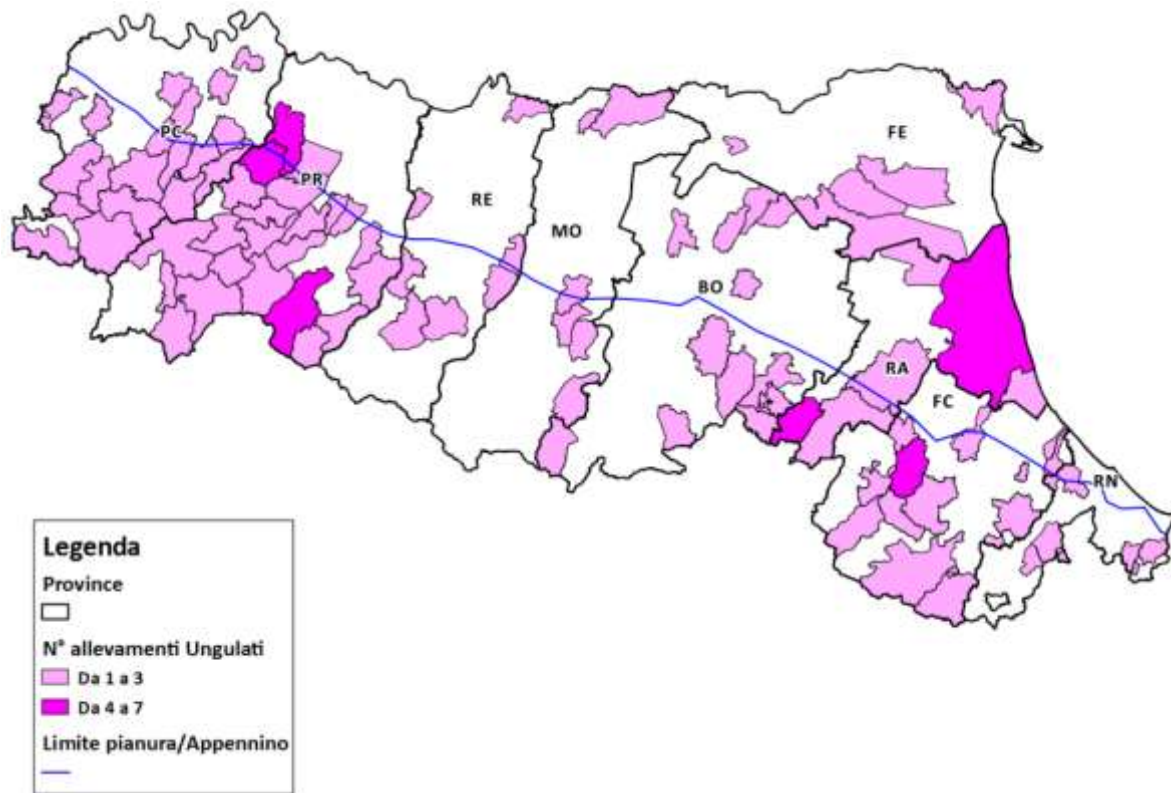 PC
PR
RE
MO
BO
FE
RA
FC
RN
Legenda
Province
N° allevamenti Ungulati
Da 1 a 3
Da 4 a 7
Limite pianura/Appennino